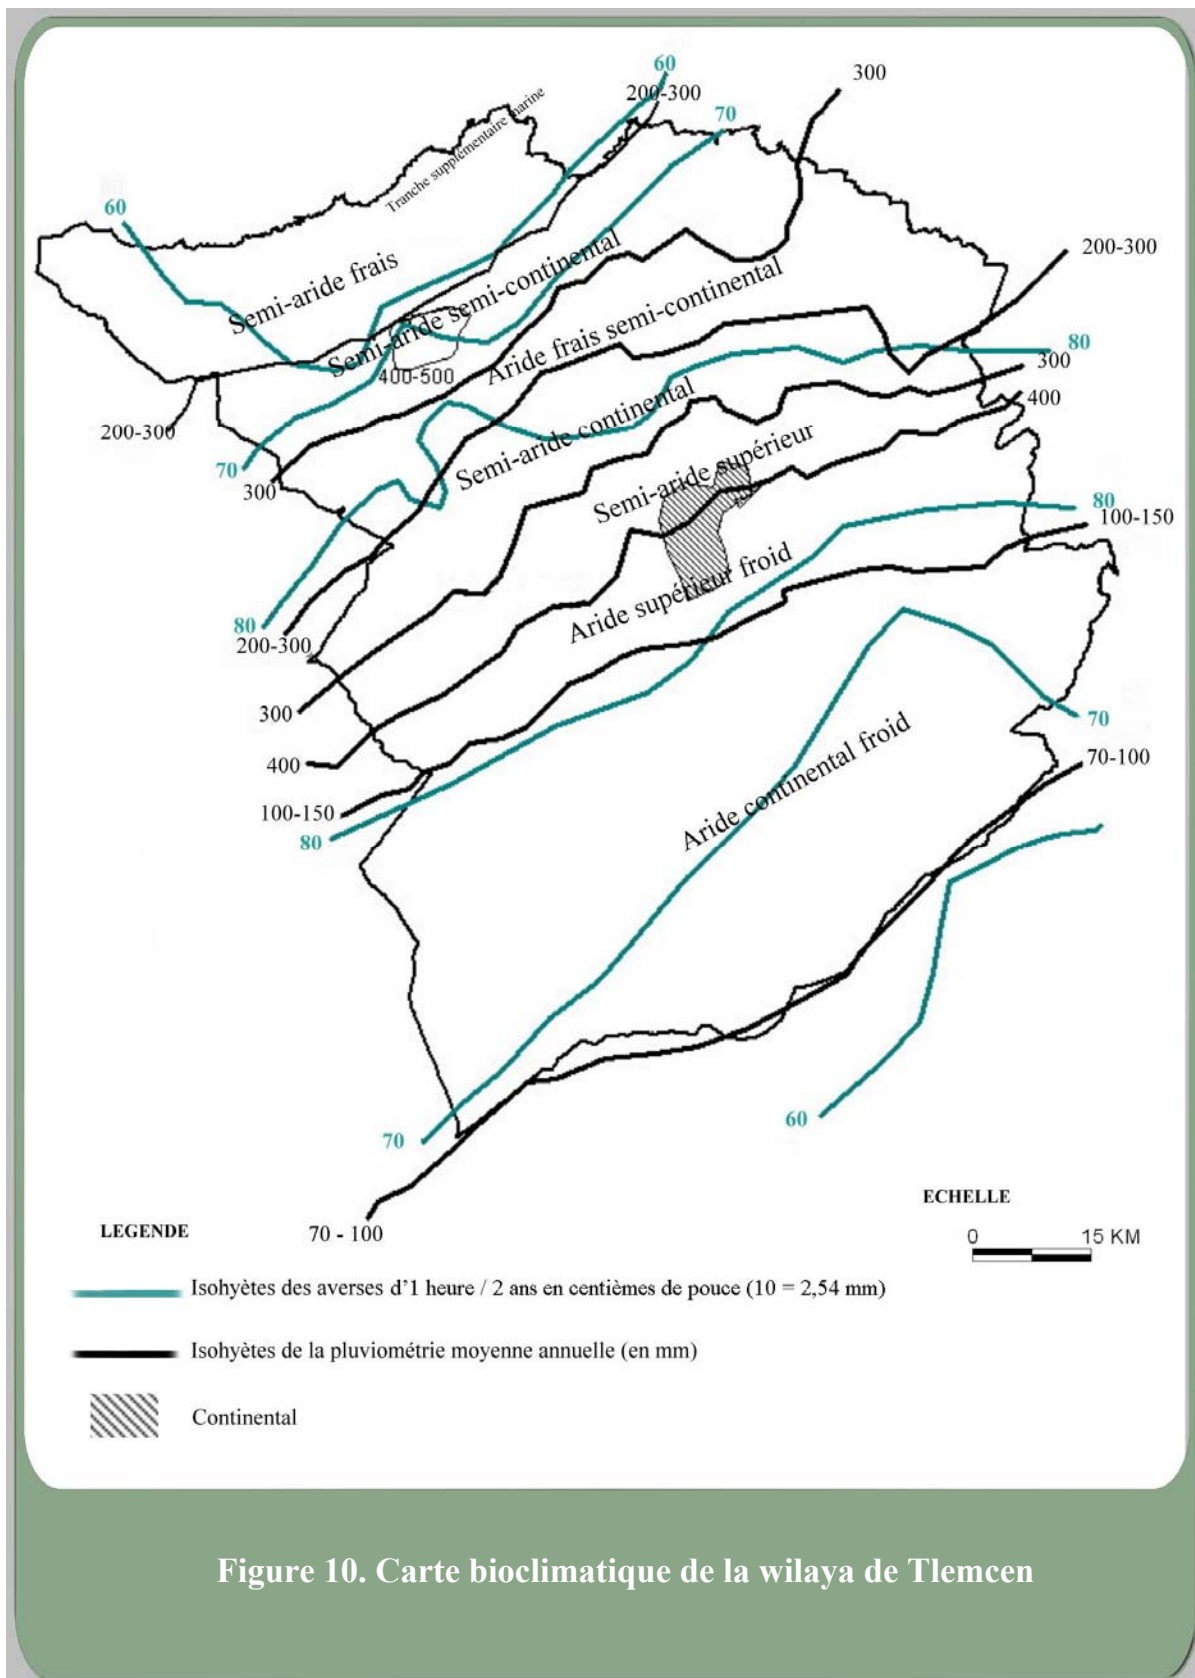 60
200-300
300
70
Tranche supplémentaire marine
60
200-300
Semi-aride frais
Semi-aride semi-continental
Aride frais semi-continental
80
300
400-500
400
200-300
Semi-aride continental
70
300
Semi-aride supérieur
80
100-150
Aride supérieur froid
80
200-300
300
70
400
Aride continental froid
70-100
100-150
80
60
70
ECHELLE
0 15 KM
LEGENDE
70 - 100
Isohyètes des averses d'1 heure / 2 ans en centièmes de pouce (10 = 2,54 mm)
Isohyètes de la pluviométrie moyenne annuelle (en mm)
Continental
Figure 10. Carte bioclimatique de la wilaya de Tlemcen